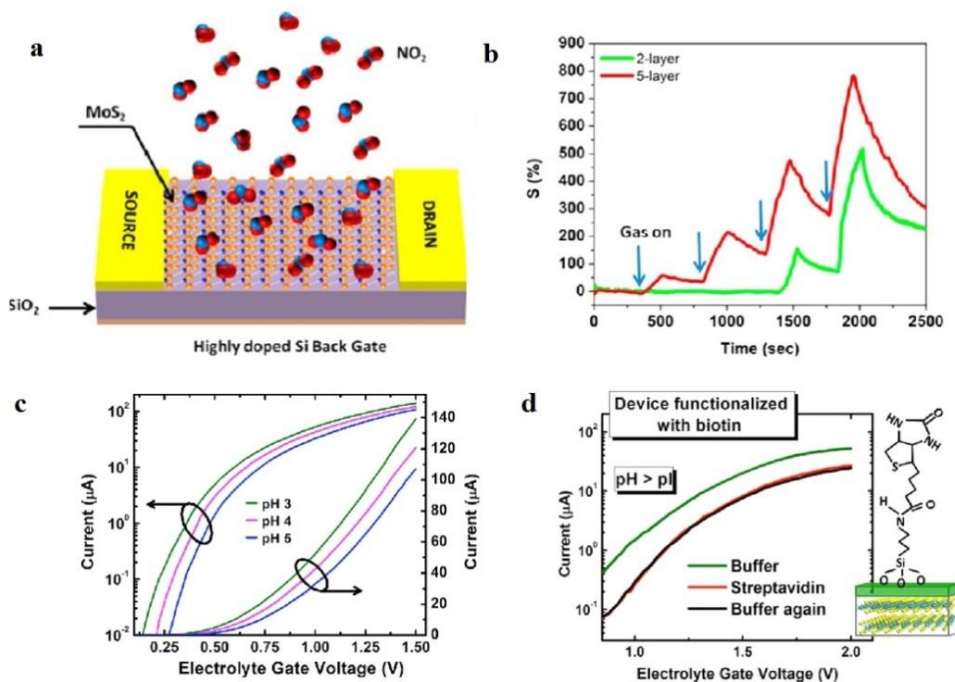 a
NO2
MoS2
SOURCE
DRAIN
SiO2
Highly doped Si Back Gate
b
900
800
700
600
500
400
300
200
100
0
S (%)
2-layer
5-layer
Gas on
0 500 1000 1500 2000 2500
Time (sec)
c
10^2
10^1
10^0
10^-1
10^-2
Current (μA)
pH 3
pH 4
pH 5
140
120
100
80
60
40
20
0
Current (μA)
0.25 0.50 0.75 1.00 1.25 1.50
Electrolyte Gate Voltage (V)
d
Device functionalized
with biotin
pH > pI
10^2
10^1
10^0
10^-1
Current (μA)
Buffer
Streptavidin
Buffer again
1.0 1.5 2.0
Electrolyte Gate Voltage (V)
O
HN
NH
S
O
H
N
Si
O O O